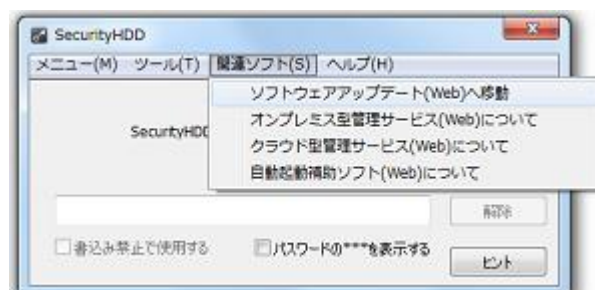 SecurityHDD
メニュー(M) ツール(T) 関連ソフト(S) ヘルプ(H)
ソフトウェアアップデート(Web)へ移動
オンプレミス型管理サービス(Web)について
SecurityHDD
クラウド型管理サービス(Web)について
自動起動補助ソフト(Web)について
解除
書込み禁止で使用する パスワードの***を表示する
ヒント